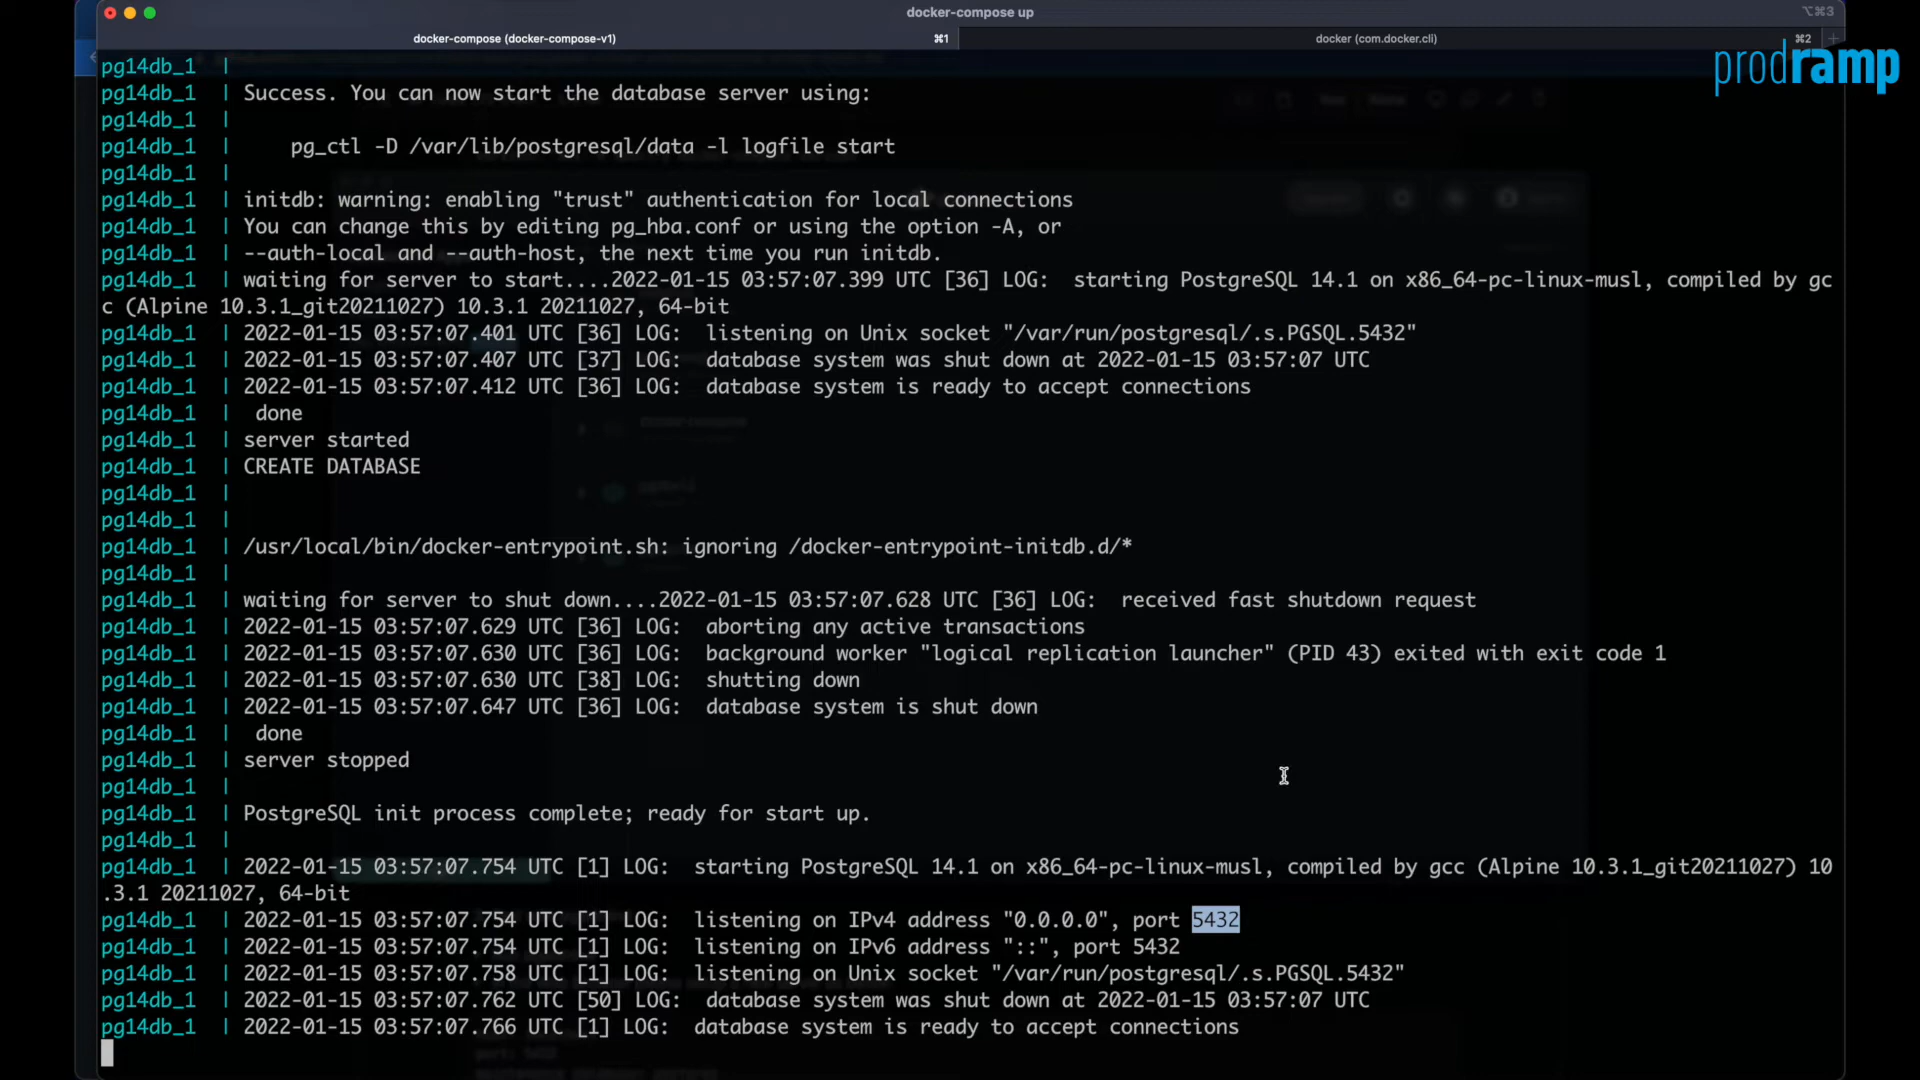 docker-compose up
⌥⌘3
docker-compose (docker-compose-v1) ⌘1 docker (com.docker.cli) ⌘2 +
prodramp
pg14db_1 |
pg14db_1 | Success. You can now start the database server using:
pg14db_1 |
pg14db_1 |     pg_ctl -D /var/lib/postgresql/data -l logfile start
pg14db_1 |
pg14db_1 | initdb: warning: enabling "trust" authentication for local connections
pg14db_1 | You can change this by editing pg_hba.conf or using the option -A, or
pg14db_1 | --auth-local and --auth-host, the next time you run initdb.
pg14db_1 | waiting for server to start....2022-01-15 03:57:07.399 UTC [36] LOG:  starting PostgreSQL 14.1 on x86_64-pc-linux-musl, compiled by gc
c (Alpine 10.3.1_git20211027) 10.3.1 20211027, 64-bit
pg14db_1 | 2022-01-15 03:57:07.401 UTC [36] LOG:  listening on Unix socket "/var/run/postgresql/.s.PGSQL.5432"
pg14db_1 | 2022-01-15 03:57:07.407 UTC [37] LOG:  database system was shut down at 2022-01-15 03:57:07 UTC
pg14db_1 | 2022-01-15 03:57:07.412 UTC [36] LOG:  database system is ready to accept connections
pg14db_1 |  done
pg14db_1 | server started
pg14db_1 | CREATE DATABASE
pg14db_1 |
pg14db_1 |
pg14db_1 | /usr/local/bin/docker-entrypoint.sh: ignoring /docker-entrypoint-initdb.d/*
pg14db_1 |
pg14db_1 | waiting for server to shut down....2022-01-15 03:57:07.628 UTC [36] LOG:  received fast shutdown request
pg14db_1 | 2022-01-15 03:57:07.629 UTC [36] LOG:  aborting any active transactions
pg14db_1 | 2022-01-15 03:57:07.630 UTC [36] LOG:  background worker "logical replication launcher" (PID 43) exited with exit code 1
pg14db_1 | 2022-01-15 03:57:07.630 UTC [38] LOG:  shutting down
pg14db_1 | 2022-01-15 03:57:07.647 UTC [36] LOG:  database system is shut down
pg14db_1 |  done
pg14db_1 | server stopped
pg14db_1 |
pg14db_1 | PostgreSQL init process complete; ready for start up.
pg14db_1 |
pg14db_1 | 2022-01-15 03:57:07.754 UTC [1] LOG:  starting PostgreSQL 14.1 on x86_64-pc-linux-musl, compiled by gcc (Alpine 10.3.1_git20211027) 10
.3.1 20211027, 64-bit
pg14db_1 | 2022-01-15 03:57:07.754 UTC [1] LOG:  listening on IPv4 address "0.0.0.0", port 5432
pg14db_1 | 2022-01-15 03:57:07.754 UTC [1] LOG:  listening on IPv6 address "::", port 5432
pg14db_1 | 2022-01-15 03:57:07.758 UTC [1] LOG:  listening on Unix socket "/var/run/postgresql/.s.PGSQL.5432"
pg14db_1 | 2022-01-15 03:57:07.762 UTC [50] LOG:  database system was shut down at 2022-01-15 03:57:07 UTC
pg14db_1 | 2022-01-15 03:57:07.766 UTC [1] LOG:  database system is ready to accept connections